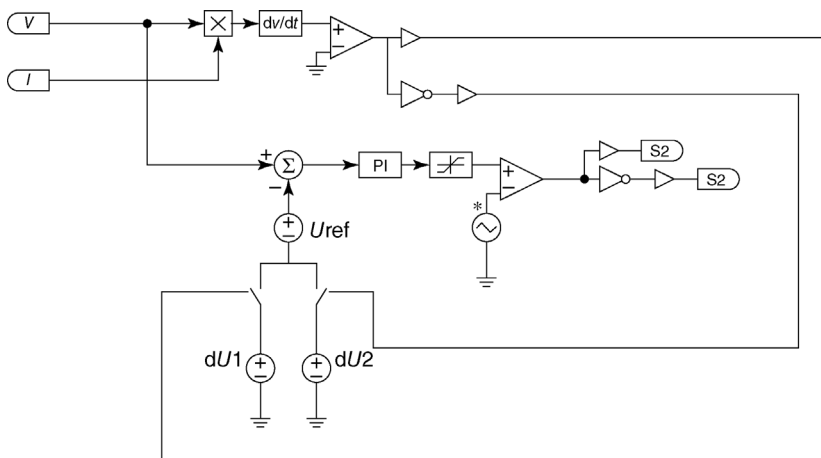 V
dv/dt
+
−
I
+
Σ
−
PI
+
−
*
S2
S2
+
−
Uref
dU1
+
−
+
−
dU2